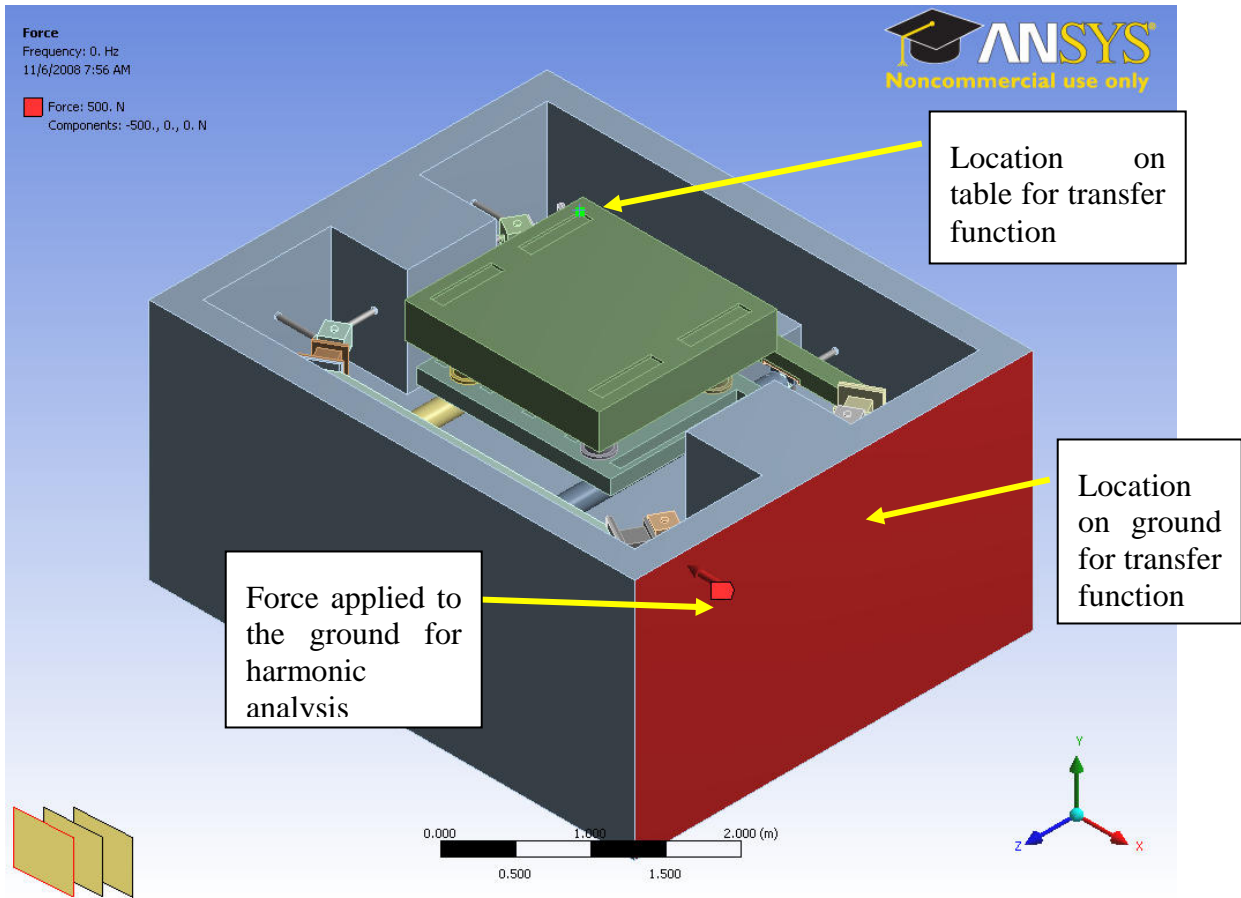 Force
Frequency: 0. Hz
11/6/2008 7:56 AM
Force: 500. N
Components: -500., 0., 0. N
ANSYS
Noncommercial use only
Location on
table for transfer
function
Location
on ground
for transfer
function
Force applied to
the ground for
harmonic
analysis
0.000 1.000 2.000 (m)
0.500 1.500
Y
Z X